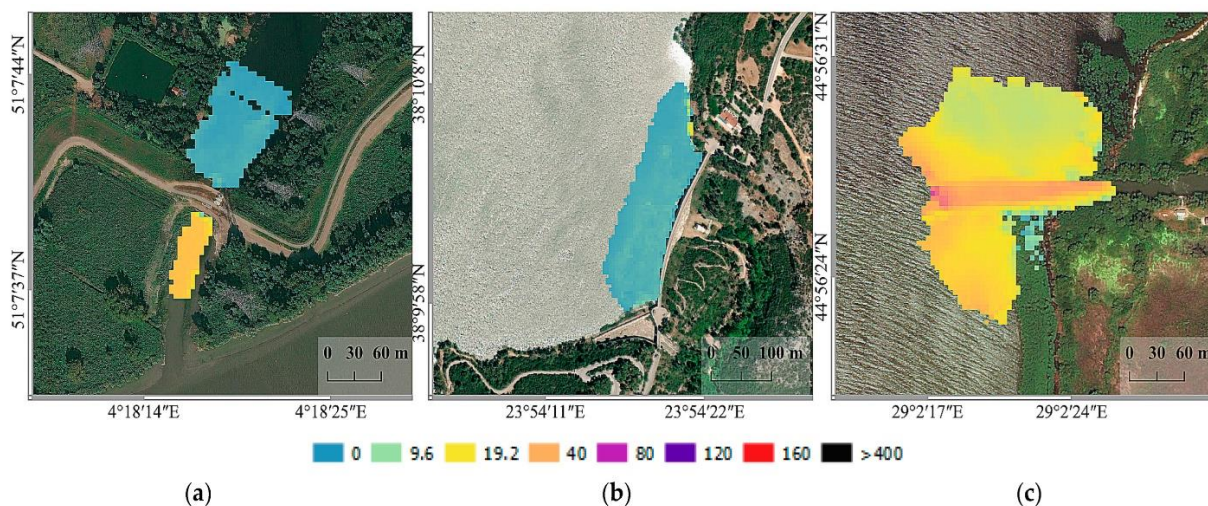 51°7′44″N
51°7′37″N
0 30 60 m
4°18′14″E
4°18′25″E
38°10′8″N
38°9′58″N
0 50 100 m
23°54′11″E
23°54′22″E
44°56′31″N
44°56′24″N
0 30 60 m
29°2′17″E
29°2′24″E
0 9.6 19.2 40 80 120 160 >400
(a) (b) (c)